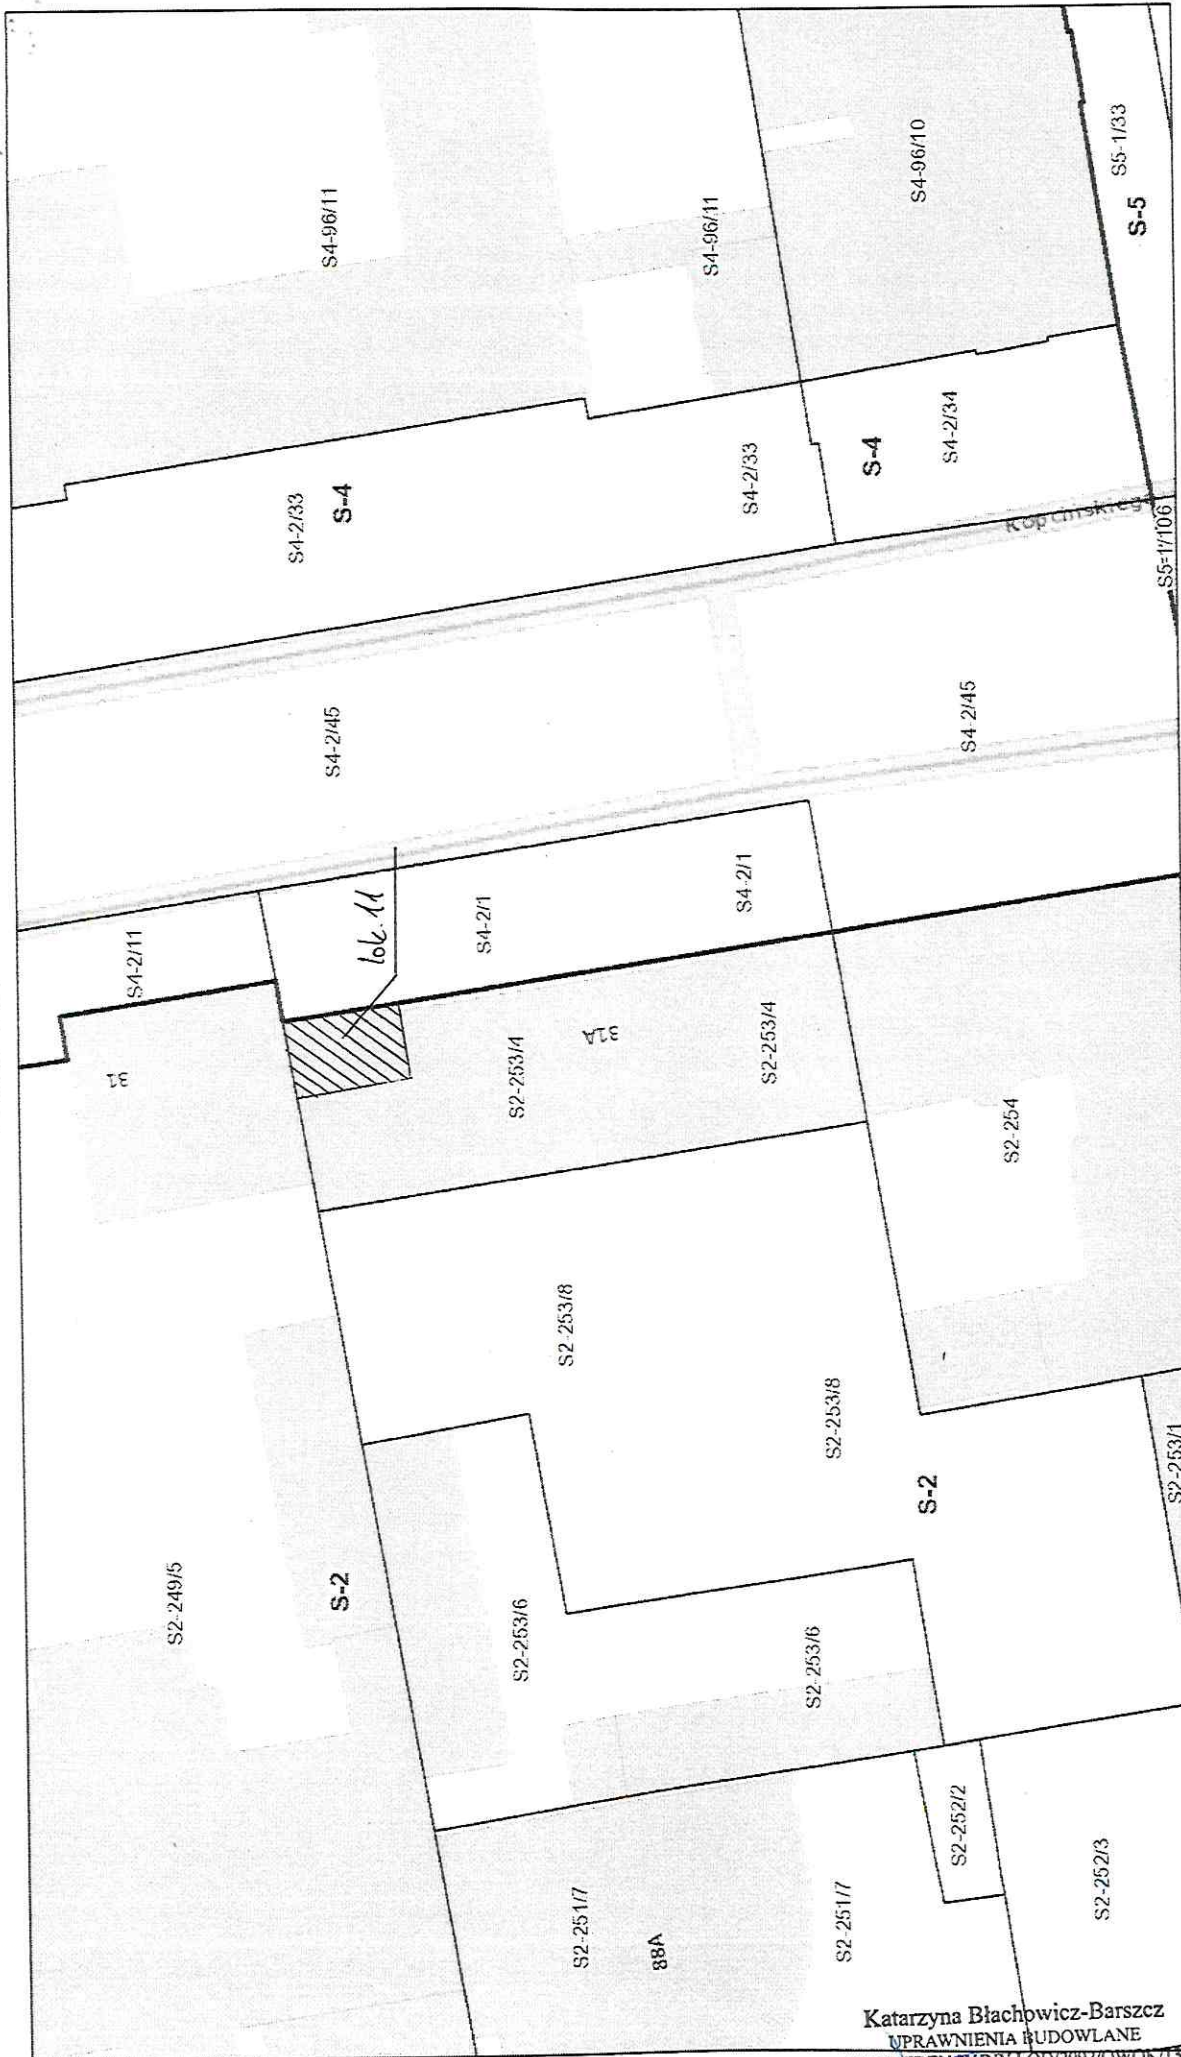 S4-96/11
S4-96/11
S4-96/10
S5-1/33
S-5
S4-2/33
S-4
S4-2/33
S-4
S4-2/34
S5-1/106
S4-2/45
S4-2/45
S4-2/11
lok. 11
S4-2/1
S4-2/1
31
S2-253/4
31A
S2-253/4
S2-254
S2-253/8
S2-253/8
S-2
S2-253/1
S2-249/5
S-2
S2-253/6
S2-253/6
S2-252/2
S2-252/3
S2-251/7
88A
S2-251/7
Katarzyna Błachowicz-Barszcz
UPRAWNIENIA BUDOWLANE